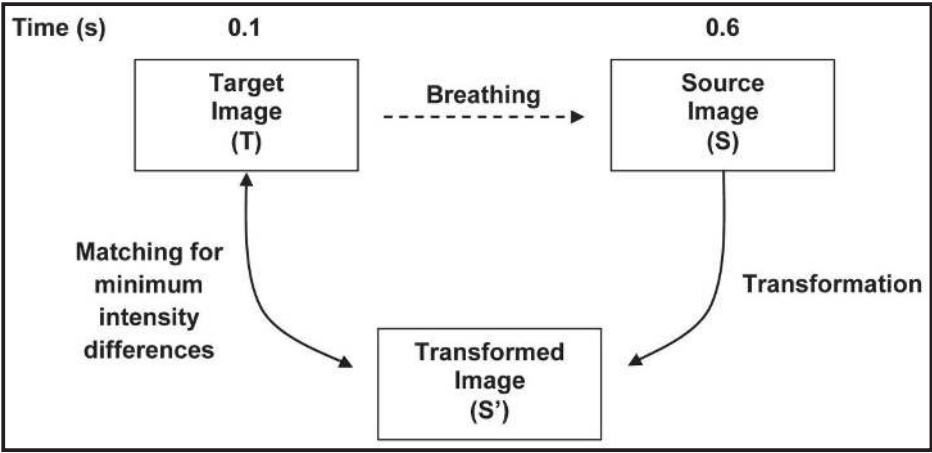 Time (s)
0.1
0.6
Target
Image
(T)
Breathing
Source
Image
(S)
Matching for
minimum
intensity
differences
Transformation
Transformed
Image
(S’)